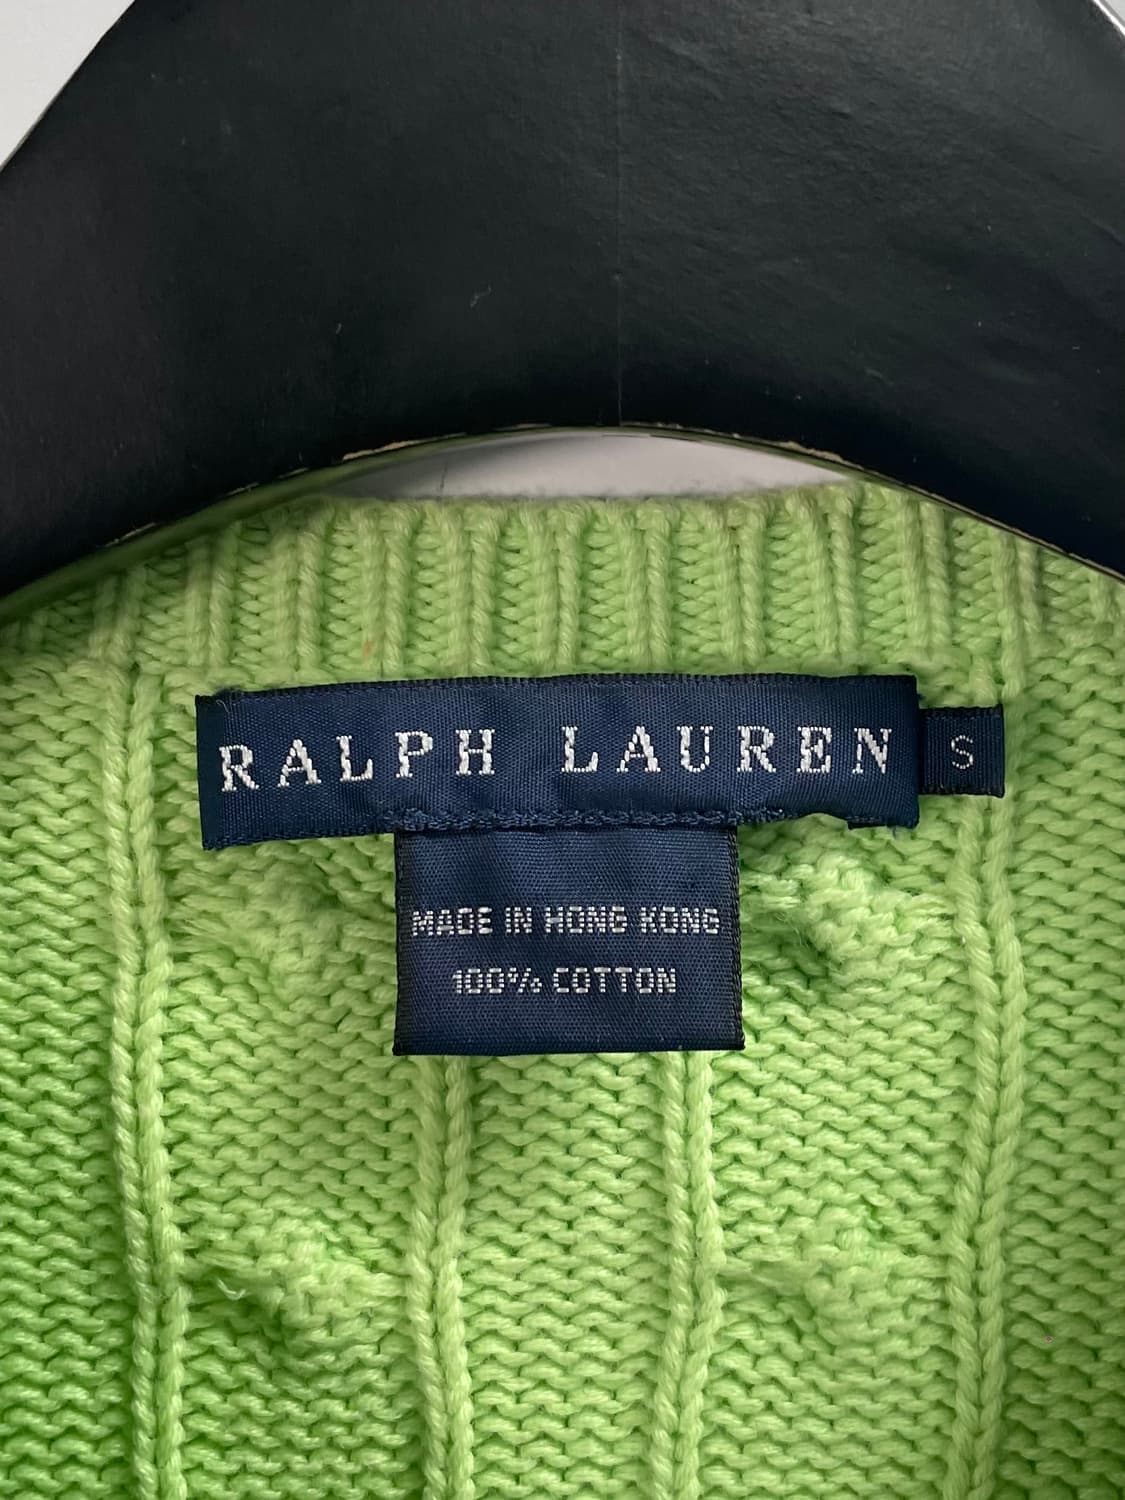 RALPH LAUREN
S
MADE IN HONG KONG
100% COTTON